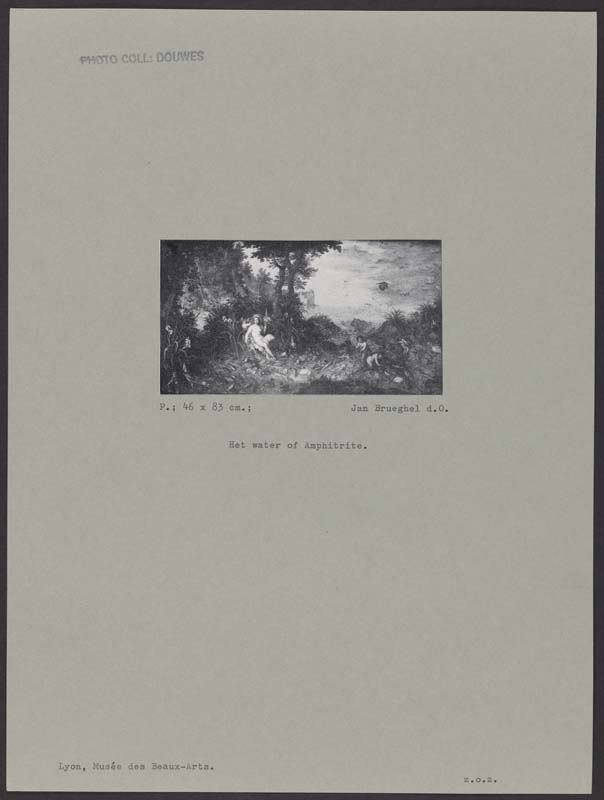 PHOTO COLL: DOUWES
P.; 46 x 83 cm.; Jan Brueghel d.O.
Het water of Amphitrite.
Lyon, Musée des Beaux-Arts.
z.o.z.